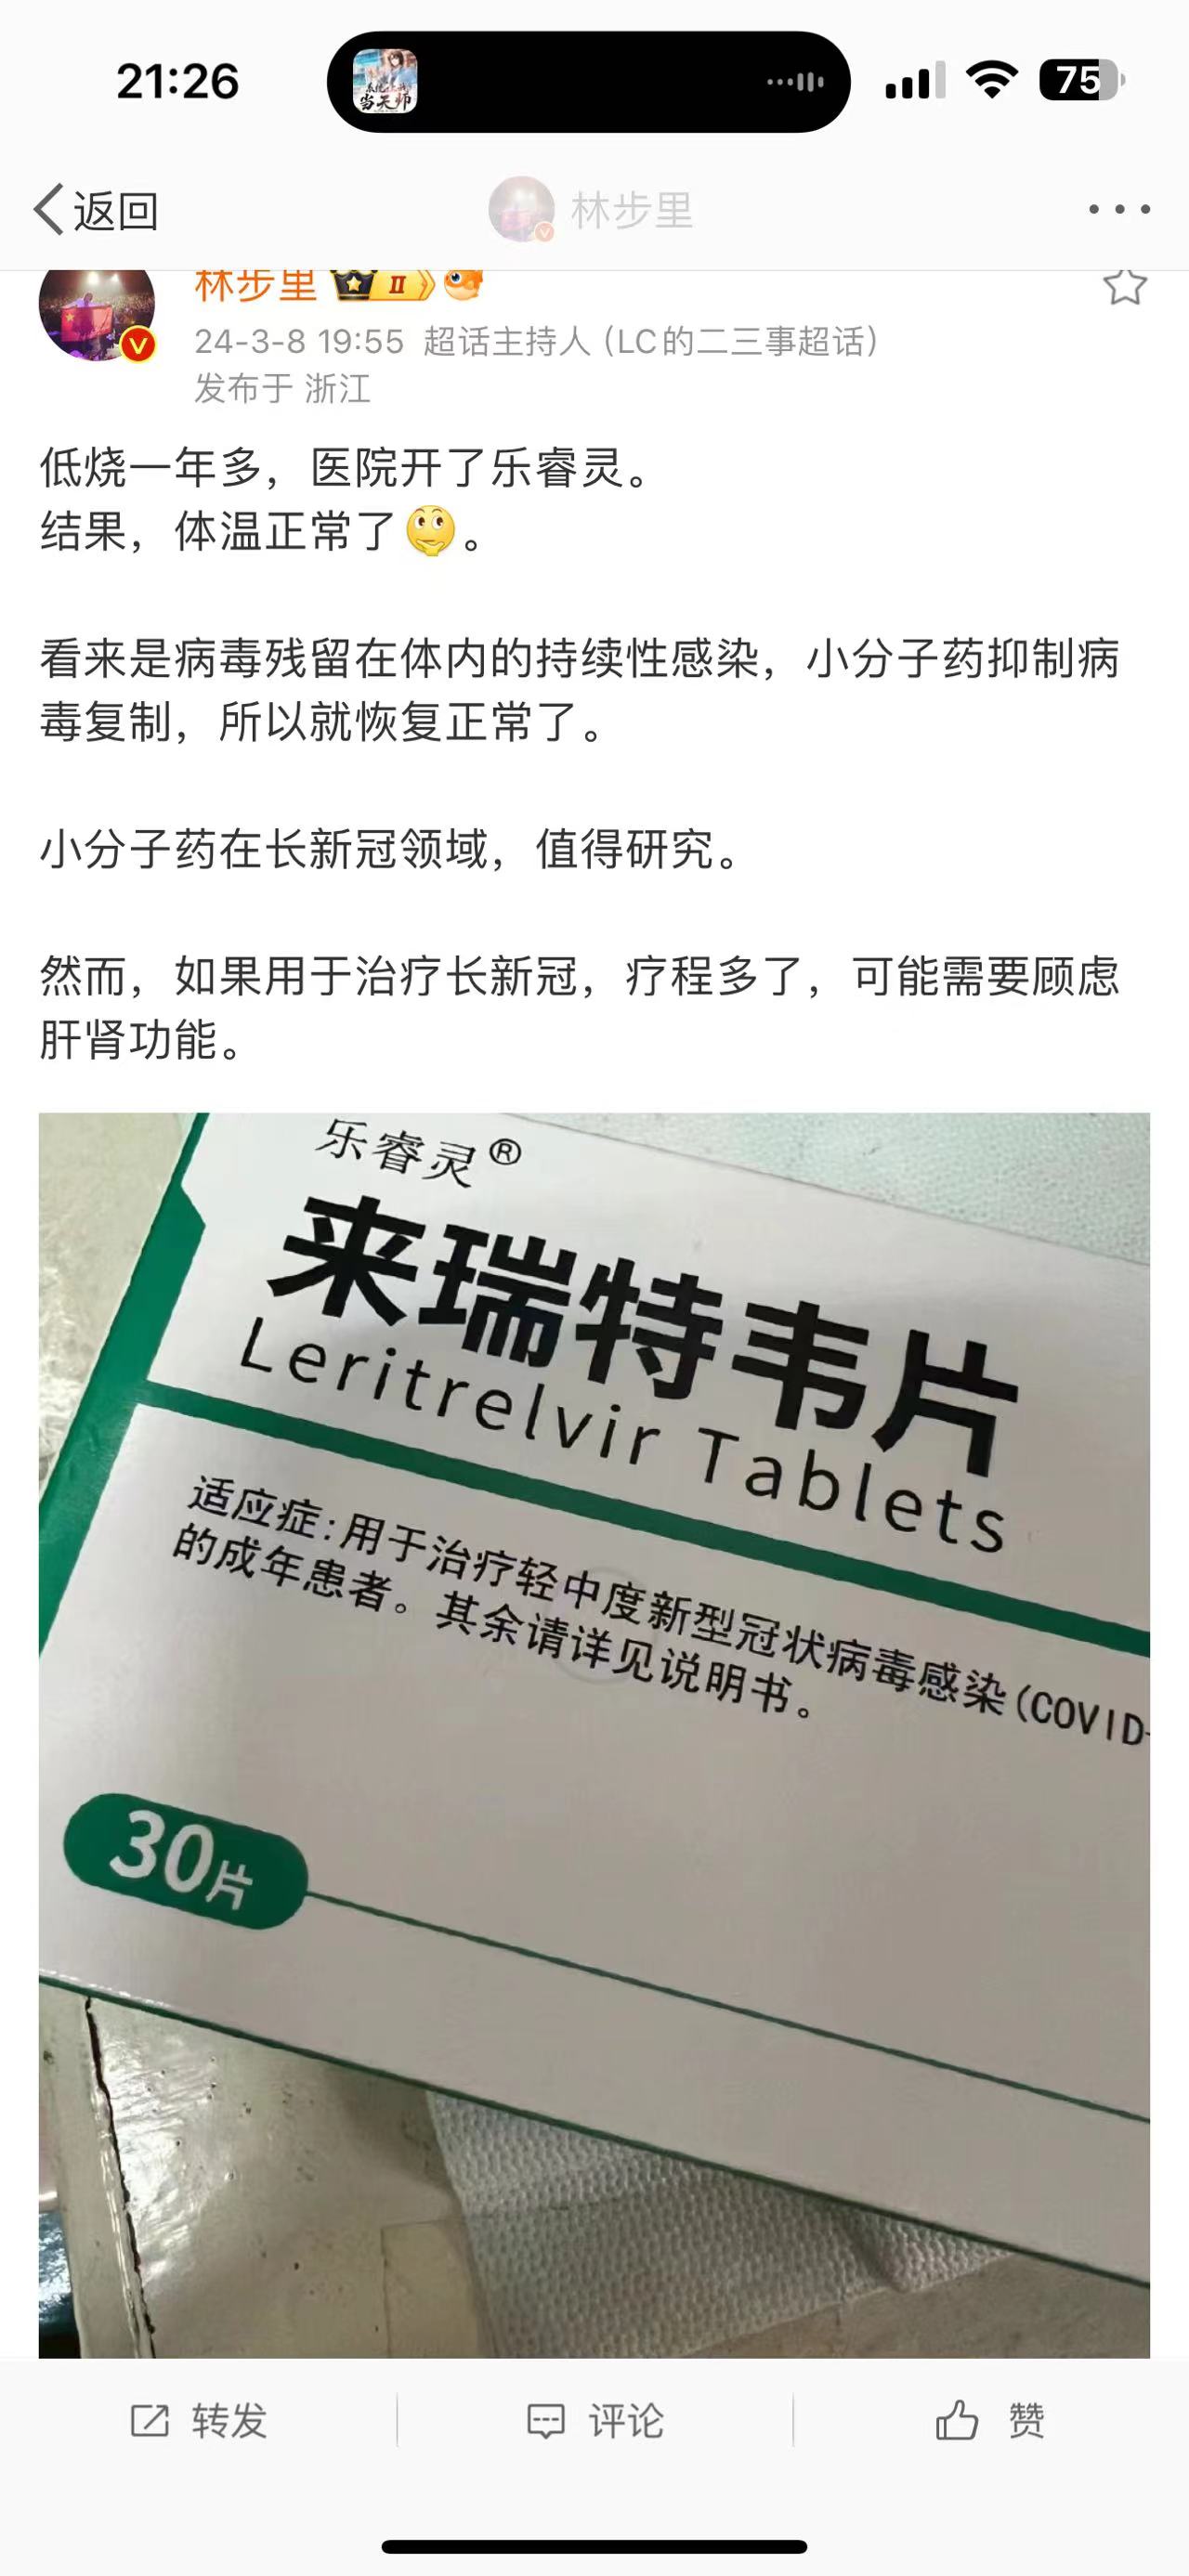 21:26
当天师
75
返回
林步里
林步里 II
24-3-8 19:55 超话主持人(LC的二三事超话)
发布于 浙江
低烧一年多，医院开了乐睿灵。
结果，体温正常了🤔。
看来是病毒残留在体内的持续性感染，小分子药抑制病
毒复制，所以就恢复正常了。
小分子药在长新冠领域，值得研究。
然而，如果用于治疗长新冠，疗程多了，可能需要顾虑
肝肾功能。
乐睿灵®
来瑞特韦片
Leritrelvir Tablets
适应症:用于治疗轻中度新型冠状病毒感染(COVID-
的成年患者。其余请详见说明书。
30片
转发
评论
赞